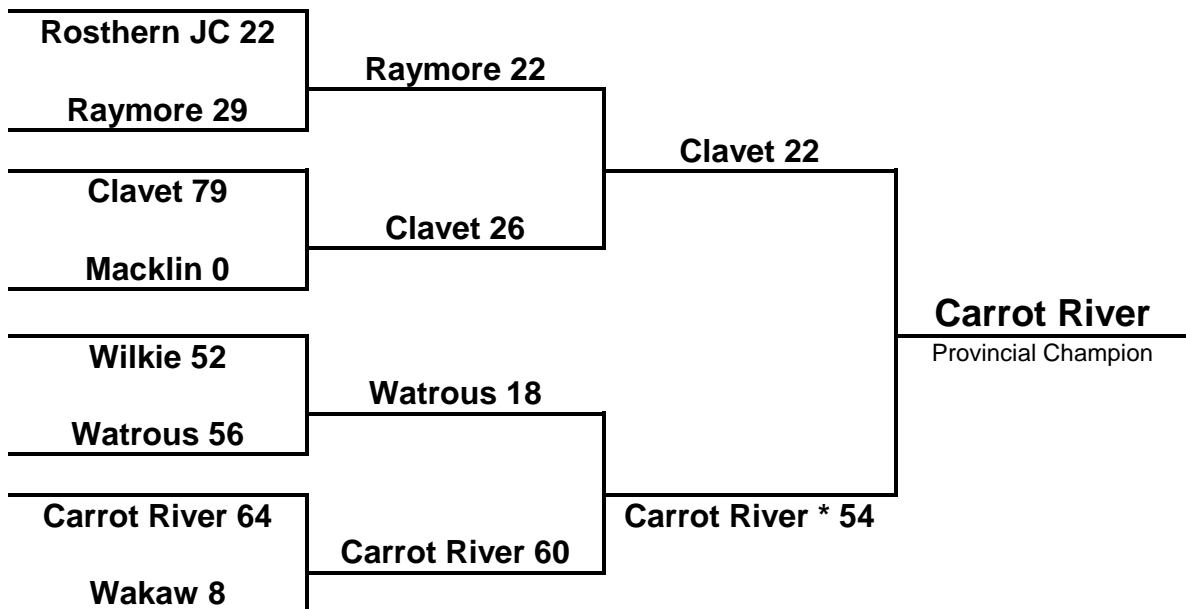 Rosthern JC 22
Raymore 22
Raymore 29
Clavet 22
Clavet 79
Clavet 26
Macklin 0
Carrot River
Provincial Champion
Wilkie 52
Watrous 18
Watrous 56
Carrot River 64
Carrot River * 54
Carrot River 60
Wakaw 8